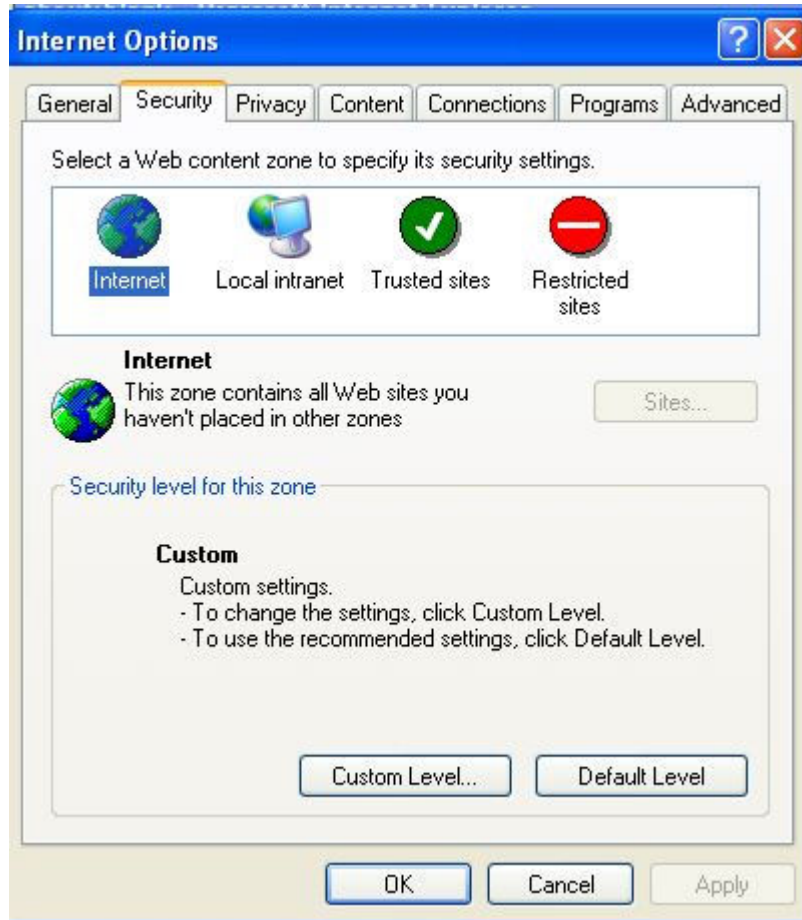 Internet Options
General Security Privacy Content Connections Programs Advanced
Select a Web content zone to specify its security settings.
Internet Local intranet Trusted sites Restricted
sites
Internet
This zone contains all Web sites you
haven't placed in other zones
Sites...
Security level for this zone
Custom
Custom settings.
- To change the settings, click Custom Level.
- To use the recommended settings, click Default Level.
Custom Level... Default Level
OK Cancel Apply